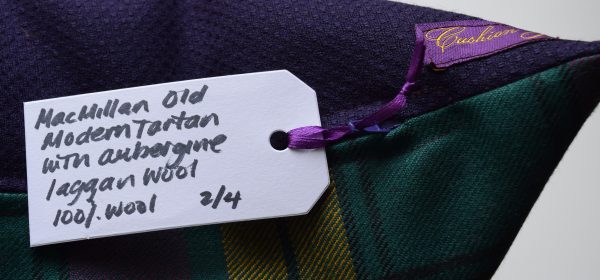 Cushion
MacMillan Old
Modern Tartan
with aubergine
laggan Wool
100%. Wool 2/4